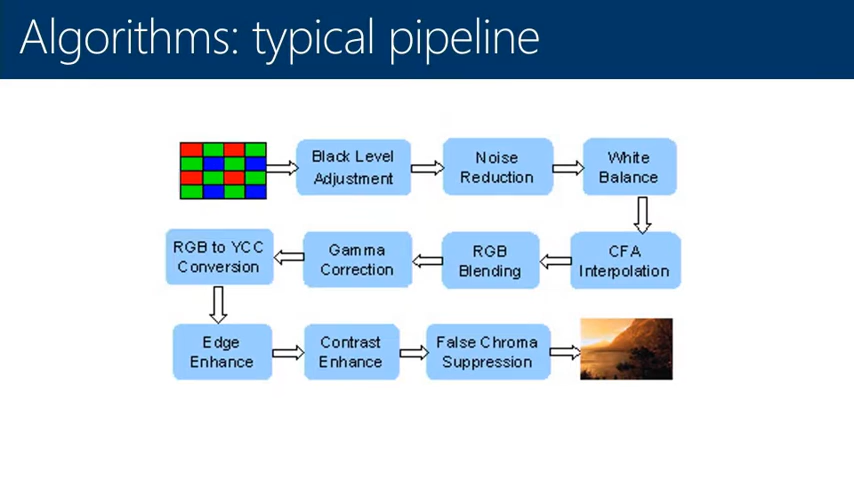 Algorithms: typical pipeline
Black Level
Adjustment
Noise
Reduction
White
Balance
CFA
Interpolation
RGB
Blending
Gamma
Correction
RGB to YCC
Conversion
Edge
Enhance
Contrast
Enhance
False Chroma
Suppression